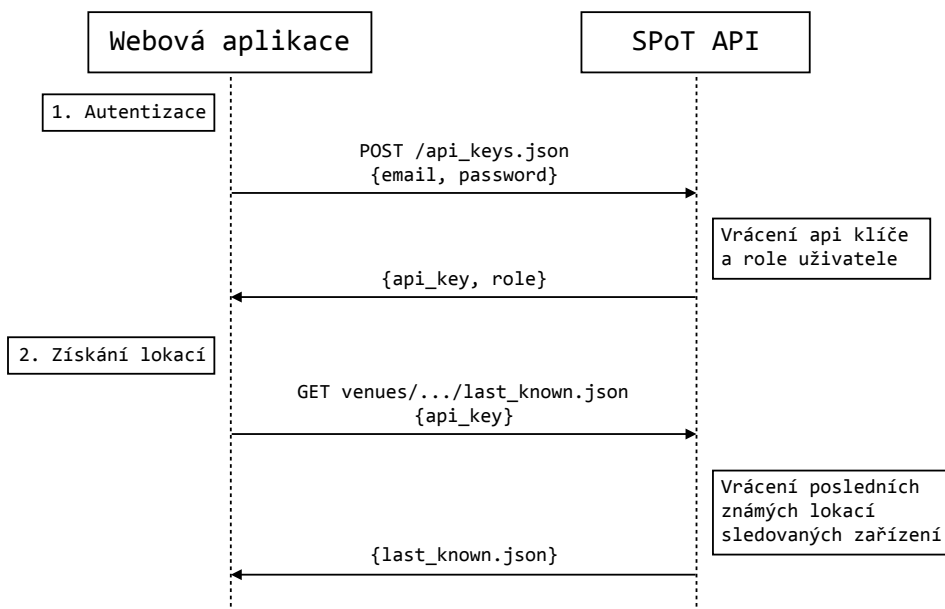 Webová aplikace
SPoT API
1. Autentizace
POST /api_keys.json
{email, password}
Vrácení api klíče
a role uživatele
{api_key, role}
2. Získání lokací
GET venues/.../last_known.json
{api_key}
Vrácení posledních
známých lokací
sledovaných zařízení
{last_known.json}